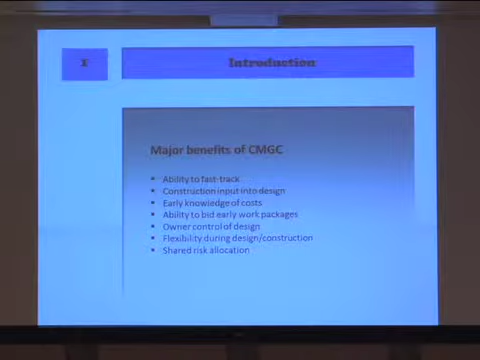 I
Introduction
Major benefits of CMGC
▪ Ability to fast-track
▪ Construction input into design
▪ Early knowledge of costs
▪ Ability to bid early work packages
▪ Owner control of design
▪ Flexibility during design/construction
▪ Shared risk allocation